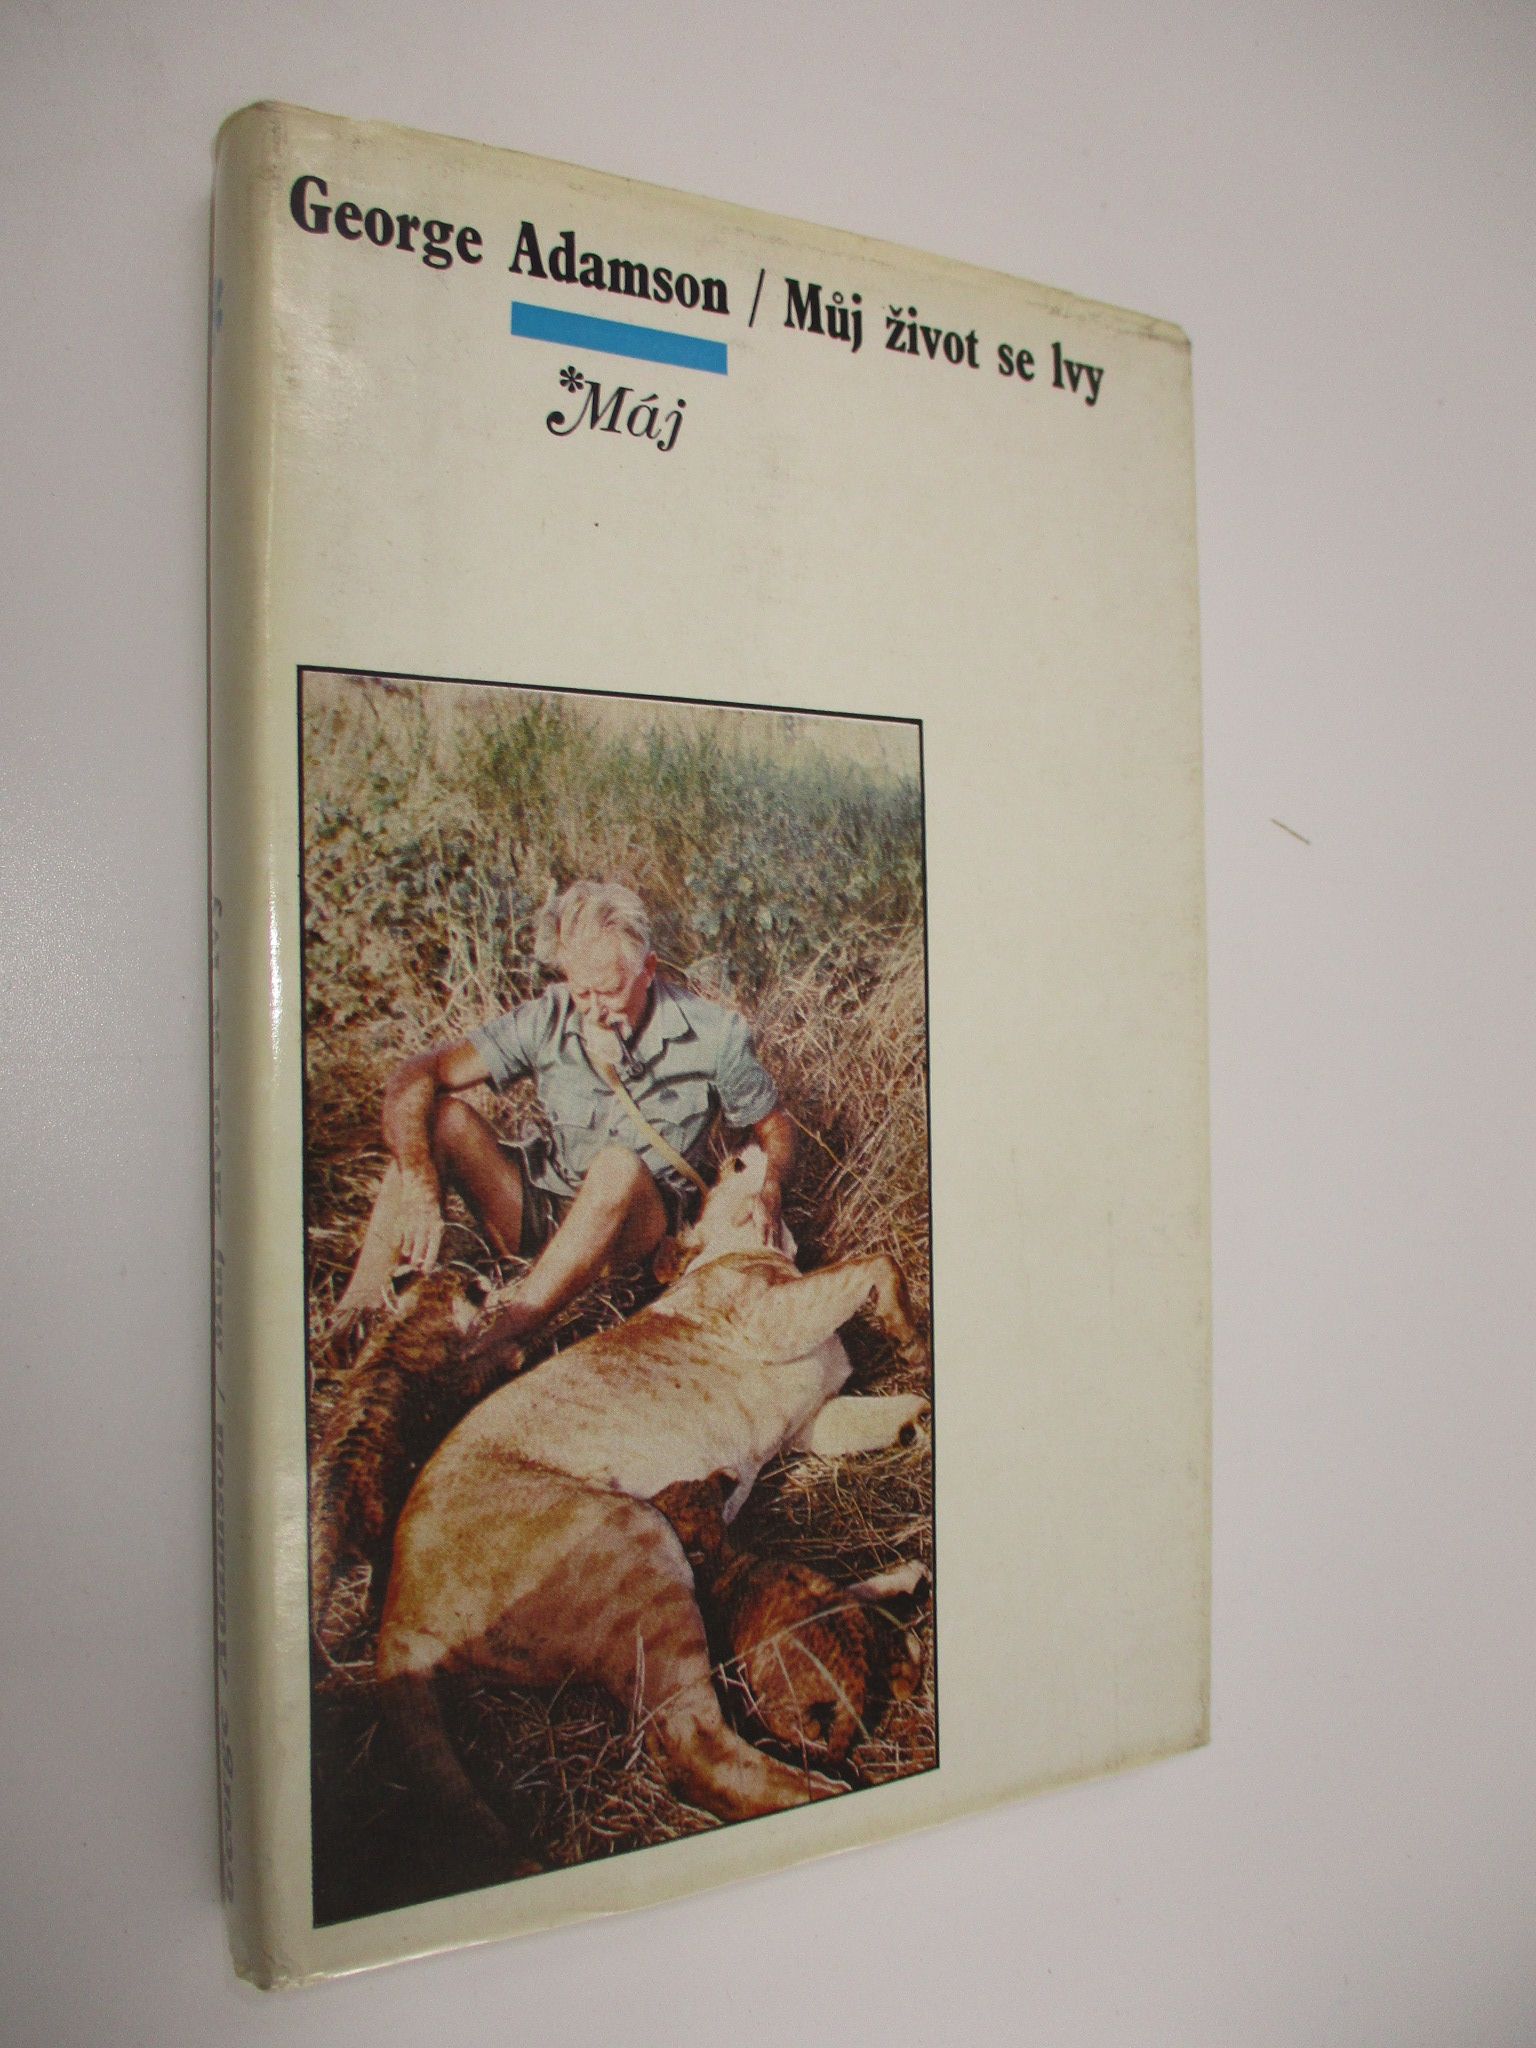 George Adamson / Můj život se lvy
*Máj